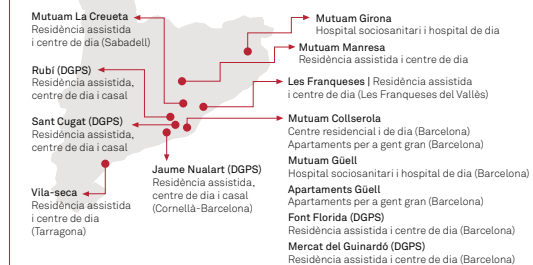 Mutuam La Creueta
Residència assistida
i centre de dia (Sabadell)
Rubí (DGPS)
Residència assistida,
centre de dia i casal
Sant Cugat (DGPS)
Residència assistida,
centre de dia i casal
Vila-seca
Residència assistida
i centre de dia
(Tarragona)
Jaume Nualart (DGPS)
Residència assistida,
centre de dia i casal
(Cornellà-Barcelona)
Mutuam Girona
Hospital sociosanitari i hospital de dia
Mutuam Manresa
Residència assistida i centre de dia
Les Franqueses | Residència assistida
i centre de dia (Les Franqueses del Vallès)
Mutuam Collserola
Centre residencial i de dia (Barcelona)
Apartaments per a gent gran (Barcelona)
Mutuam Güell
Hospital sociosanitari i hospital de dia (Barcelona)
Apartaments Güell
Apartaments per a gent gran (Barcelona)
Font Florida (DGPS)
Residència assistida i centre de dia (Barcelona)
Mercat del Guinardó (DGPS)
Residència assistida i centre de dia (Barcelona)